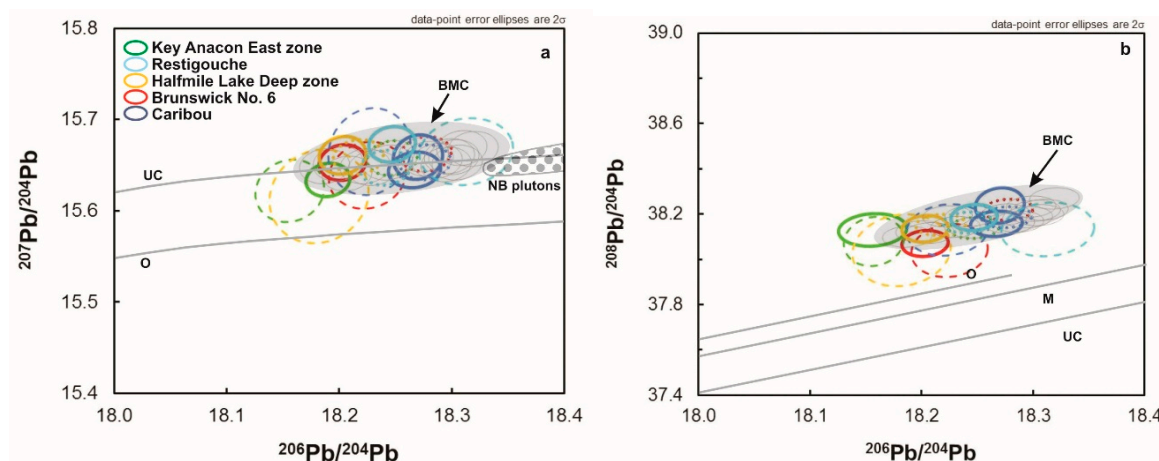 data-point error ellipses are 2σ
15.8
15.7
15.6
15.5
15.4
207Pb/204Pb
Key Anacon East zone
Restigouche
Halfmile Lake Deep zone
Brunswick No. 6
Caribou
a
BMC
UC
NB plutons
O
18.0
18.1
18.2
18.3
18.4
206Pb/204Pb
data-point error ellipses are 2σ
39.0
38.6
38.2
37.8
37.4
208Pb/204Pb
b
BMC
O
M
UC
18.0
18.1
18.2
18.3
18.4
206Pb/204Pb